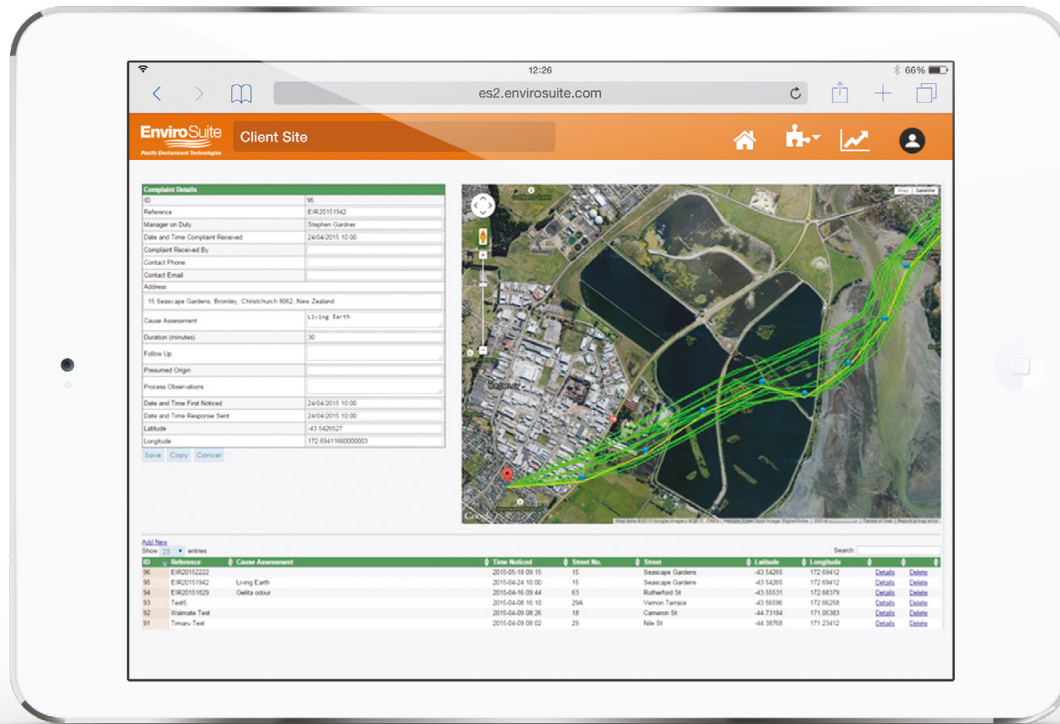 12:26
66%
es2.envirosuite.com
EnviroSuite
Pacific Environment Technologies
Client Site
Complaint Details
ID 95
Reference EIR20151942
Manager on Duty Stephen Gardner
Date and Time Complaint Received 24/04/2015 10:00
Complaint Received By
Contact Phone
Contact Email
Address
15 Seascape Gardens, Bromley, Christchurch 8062, New Zealand
Cause Assessment Living Earth
Duration (minutes) 30
Follow Up
Presumed Origin
Process Observations
Date and Time First Noticed 24/04/2015 10:00
Date and Time Response Sent 24/04/2015 10:00
Latitude -43.5426527
Longitude 172.69411660000003
Save Copy Cancel
Map Satellite
Google
Terms of Use Report a map error
Add New
Show 25 entries
Search:
ID Reference Cause Assessment Time Noticed Street No. Street Latitude Longitude
96 EIR20152222 2015-05-18 09:15 15 Seascape Gardens -43.54265 172.69412 Details Delete
95 EIR20151942 Living Earth 2015-04-24 10:00 15 Seascape Gardens -43.54265 172.69412 Details Delete
94 EIR20151829 Gelita odour 2015-04-16 09:44 63 Rutherford St -43.55531 172.68379 Details Delete
93 Test5 2015-04-08 16:10 29A Vernon Terrace -43.56896 172.66258 Details Delete
92 Waimate Test 2015-04-09 08:26 18 Cameron St -44.73184 171.05383 Details Delete
91 Timaru Test 2015-04-09 08:02 29 Nile St -44.38768 171.23412 Details Delete